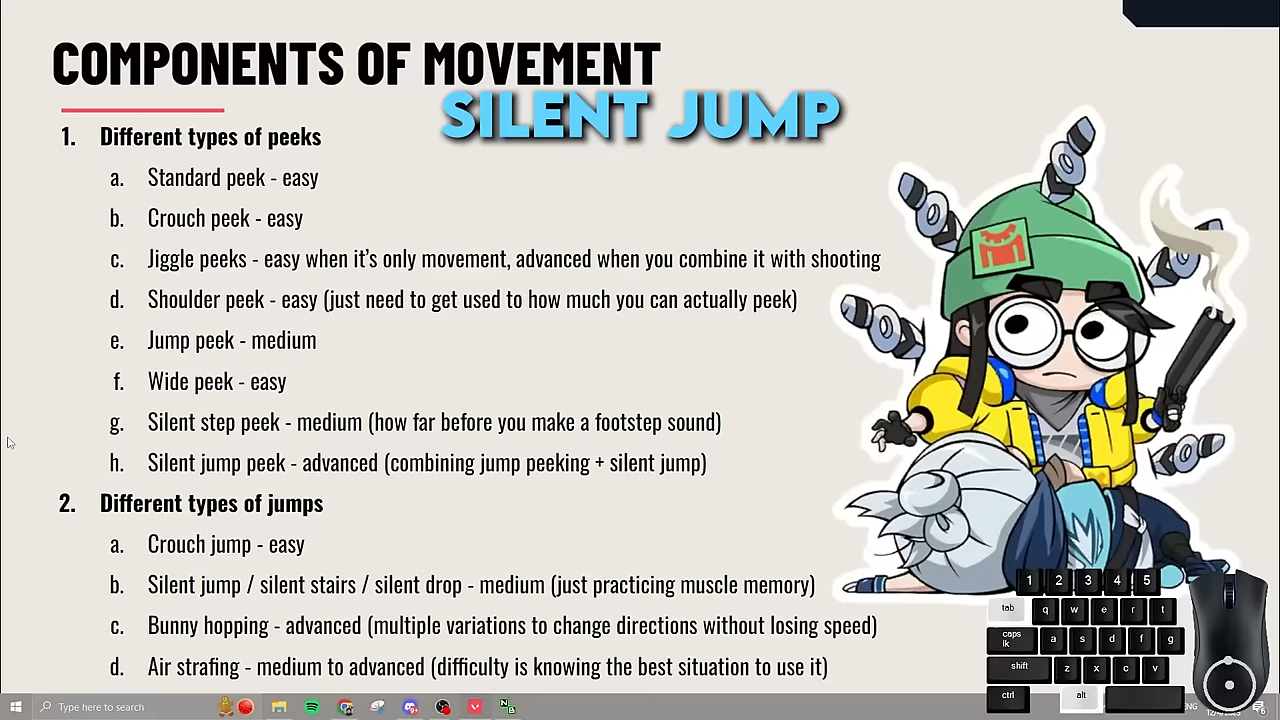 COMPONENTS OF MOVEMENT
SILENT JUMP
1. Different types of peeks
a. Standard peek - easy
b. Crouch peek - easy
c. Jiggle peeks - easy when it's only movement, advanced when you combine it with shooting
d. Shoulder peek - easy (just need to get used to how much you can actually peek)
e. Jump peek - medium
f. Wide peek - easy
g. Silent step peek - medium (how far before you make a footstep sound)
h. Silent jump peek - advanced (combining jump peeking + silent jump)
2. Different types of jumps
a. Crouch jump - easy
b. Silent jump / silent stairs / silent drop - medium (just practicing muscle memory)
c. Bunny hopping - advanced (multiple variations to change directions without losing speed)
d. Air strafing - medium to advanced (difficulty is knowing the best situation to use it)
1 2 3 4 5
tab q w e r t
caps lk a s d f g
shift z x c v
ctrl alt
Type here to search
ENG